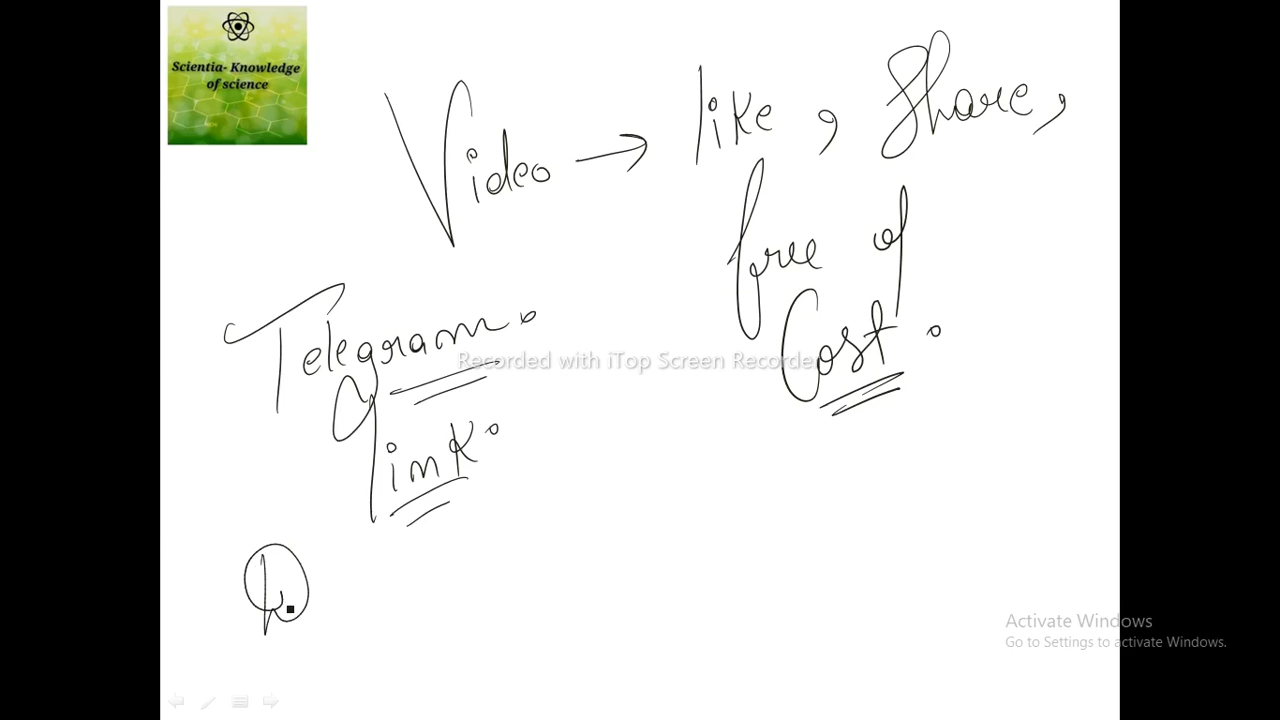 Scientia- Knowledge
of science
Video → like, Share,
free of
Cost.
Telegram.
Link.
Recorded with iTop Screen Recorder
Activate Windows
Go to Settings to activate Windows.